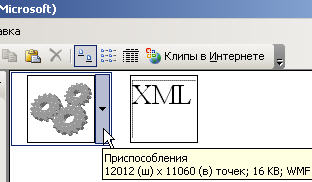 Microsoft)
авка
Клипы в Интернете
XML
Приспособления
12012 (ш) x 11060 (в) точек; 16 KB; WMF